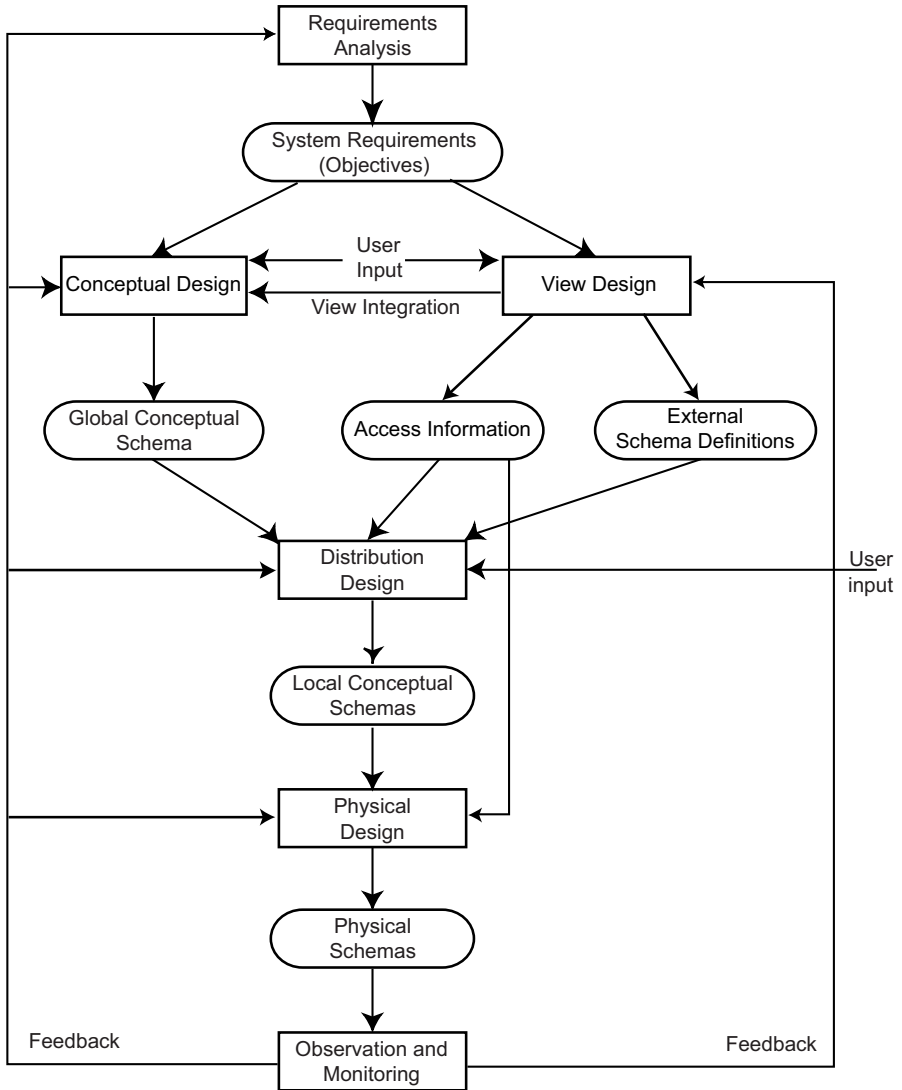 Requirements
Analysis
System Requirements
(Objectives)
User
Input
Conceptual Design
View Integration
View Design
Global Conceptual
Schema
Access Information
External
Schema Definitions
Distribution
Design
User
input
Local Conceptual
Schemas
Physical
Design
Physical
Schemas
Feedback
Observation and
Monitoring
Feedback